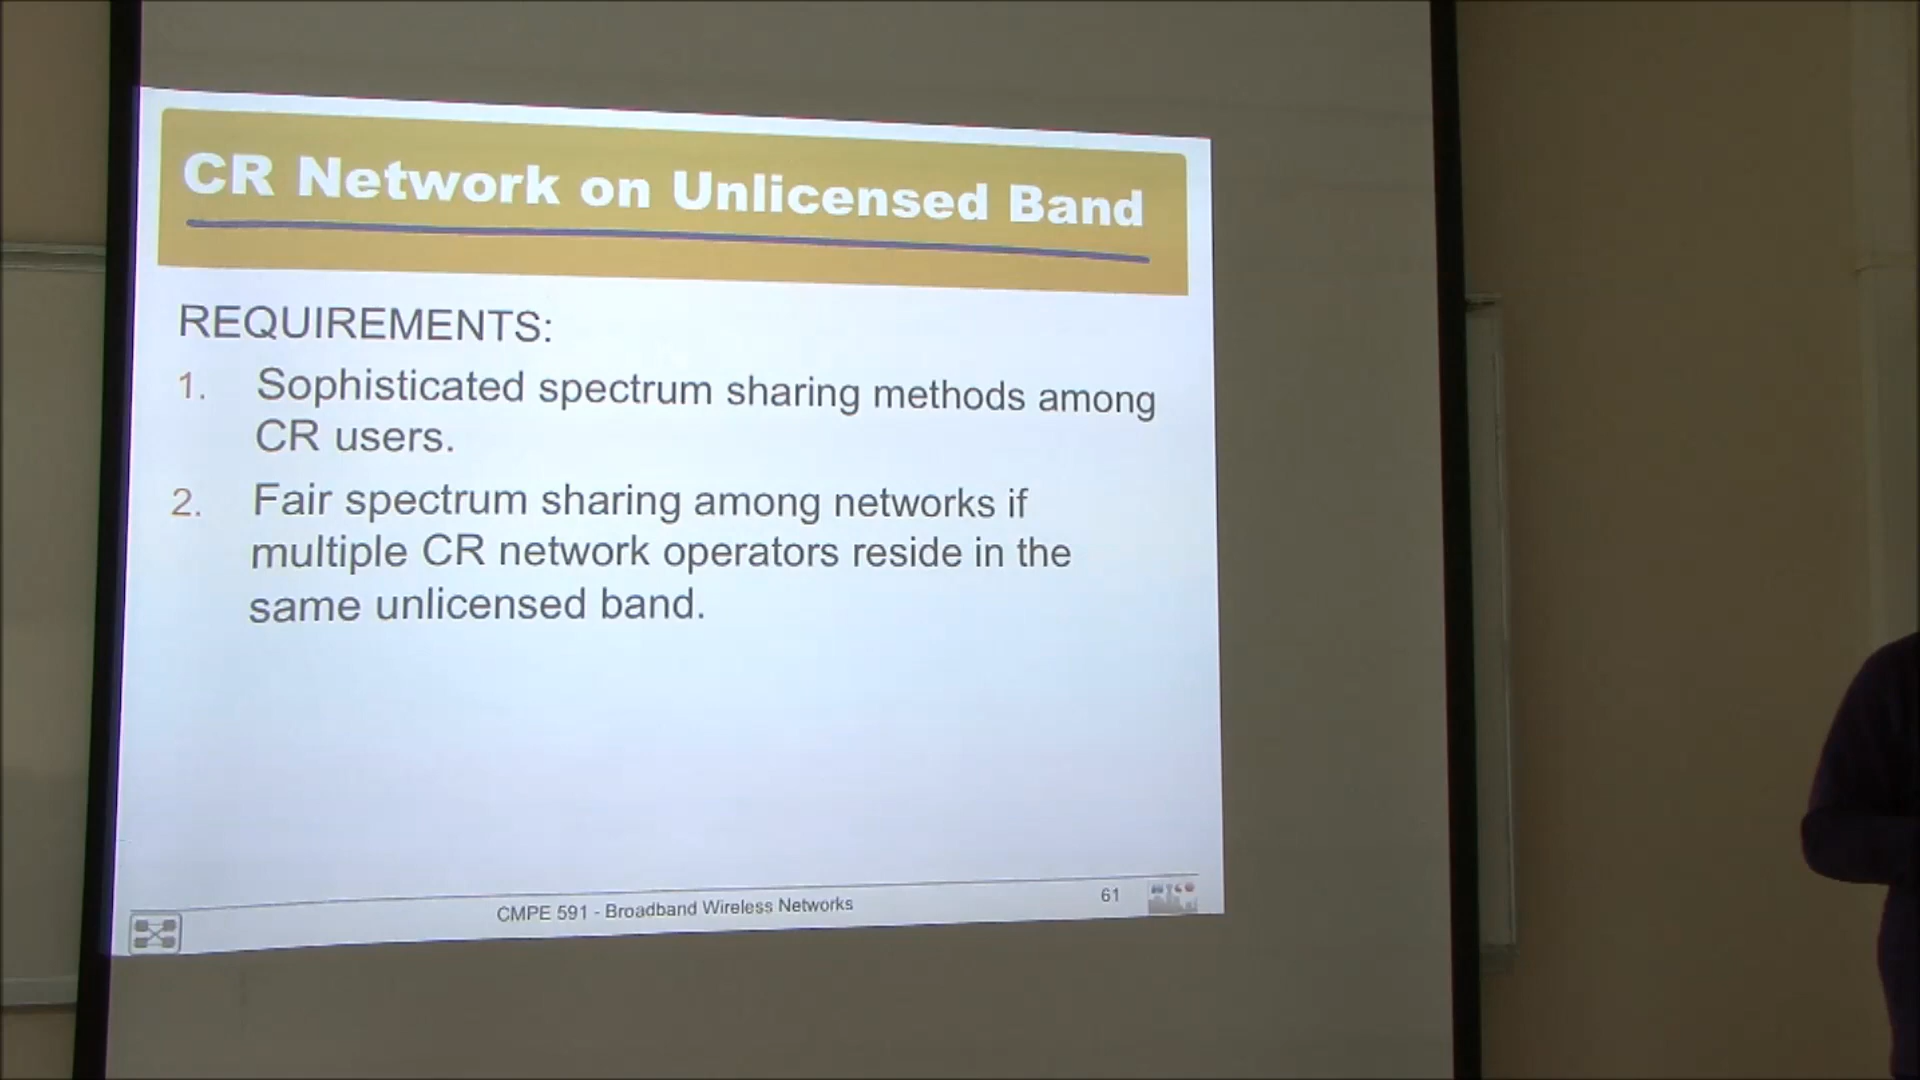 CR Network on Unlicensed Band
REQUIREMENTS:
1. Sophisticated spectrum sharing methods among
CR users.
2. Fair spectrum sharing among networks if
multiple CR network operators reside in the
same unlicensed band.
CMPE 591 - Broadband Wireless Networks
61